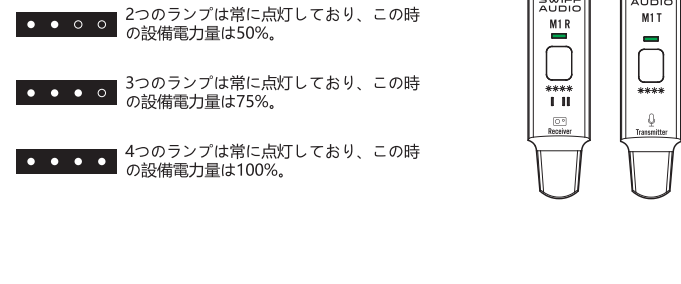 2つのランプは常に点灯しており、この時
の設備電力量は50%。
3つのランプは常に点灯しており、この時
の設備電力量は75%。
4つのランプは常に点灯しており、この時
の設備電力量は100%。
SWIFF
AUDIO
M1 R
I II
Receiver
AUDIO
M1 T
Transmitter